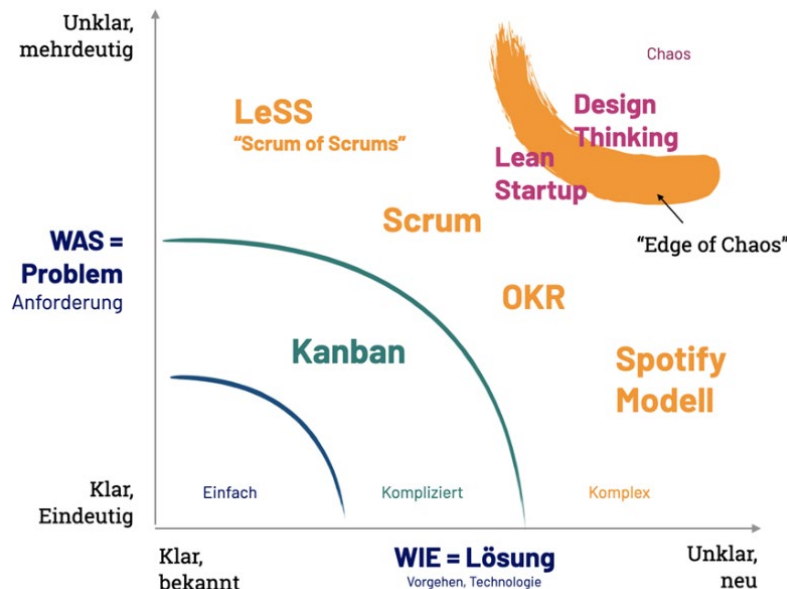 Unklar,
mehrdeutig
Chaos
LeSS
“Scrum of Scrums”
Design
Thinking
Lean
Startup
Scrum
“Edge of Chaos”
WAS =
Problem
Anforderung
OKR
Kanban
Spotify
Modell
Klar,
Eindeutig
Einfach
Kompliziert
Komplex
Klar,
bekannt
WIE = Lösung
Vorgehen, Technologie
Unklar,
neu